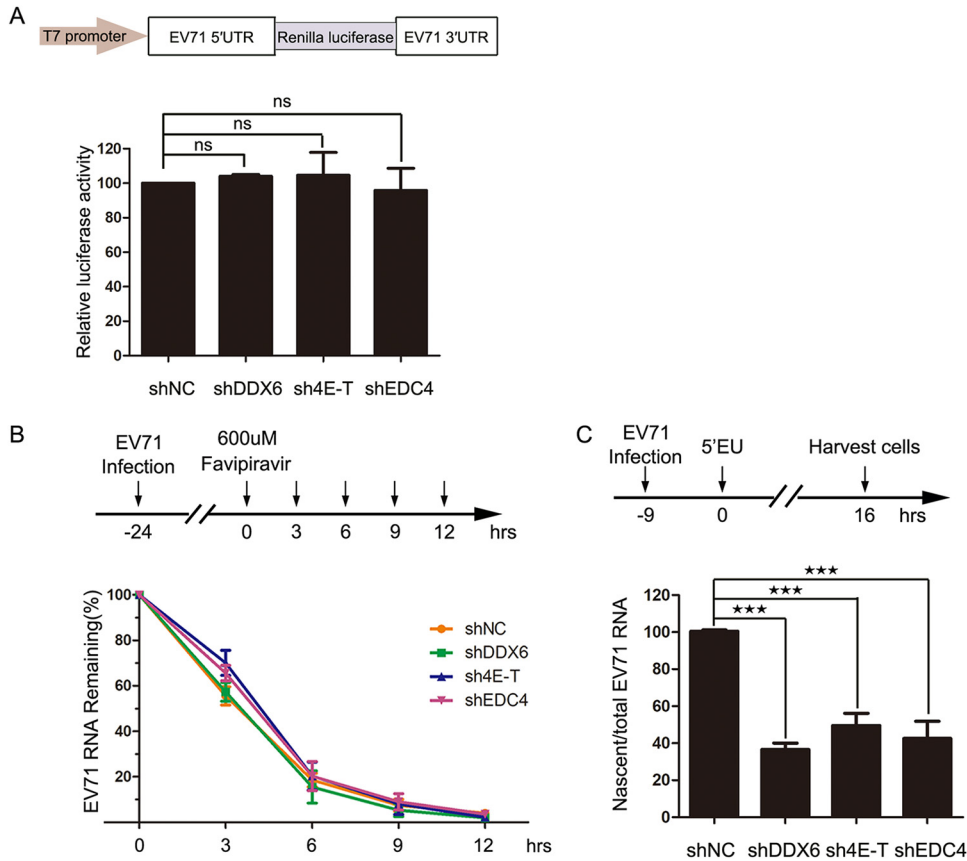 A
T7 promoter EV71 5'UTR Renilla luciferase EV71 3'UTR
ns
ns
ns
Relative luciferase activity
120
100
80
60
40
20
0
shNC shDDX6 sh4E-T shEDC4
B
EV71 Infection
600uM Favipiravir
-24 0 3 6 9 12 hrs
EV71 RNA Remaining(%)
100
80
60
40
20
0 3 6 9 12 hrs
shNC
shDDX6
sh4E-T
shEDC4
C
EV71 Infection
5'EU
Harvest cells
-9 0 16 hrs
★★★
★★★
★★★
Nascent/total EV71 RNA
120
100
80
60
40
20
0
shNC shDDX6 sh4E-T shEDC4